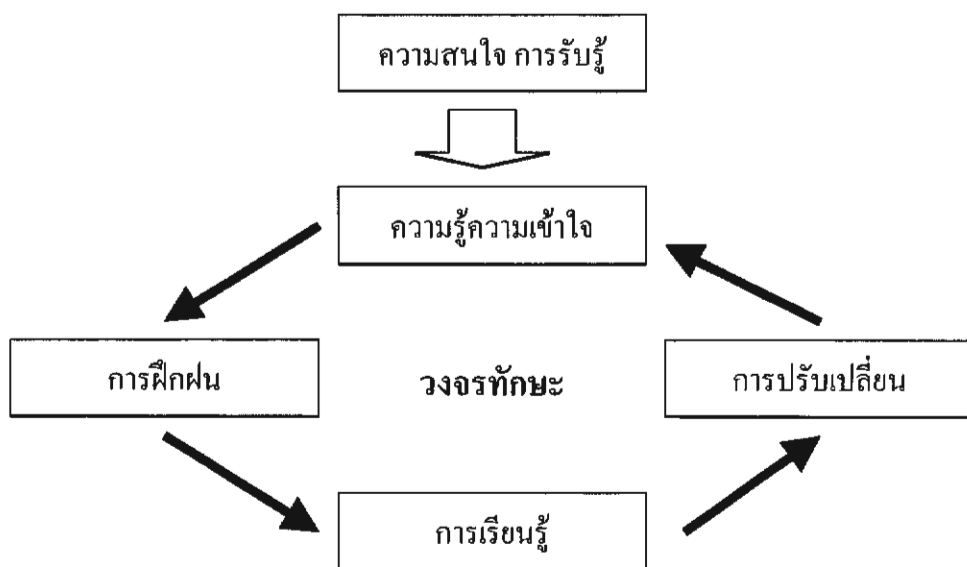 ความสนใจ การรับรู้
ความรู้ความเข้าใจ
การฝึกฝน
วงจรทักษะ
การปรับเปลี่ยน
การเรียนรู้